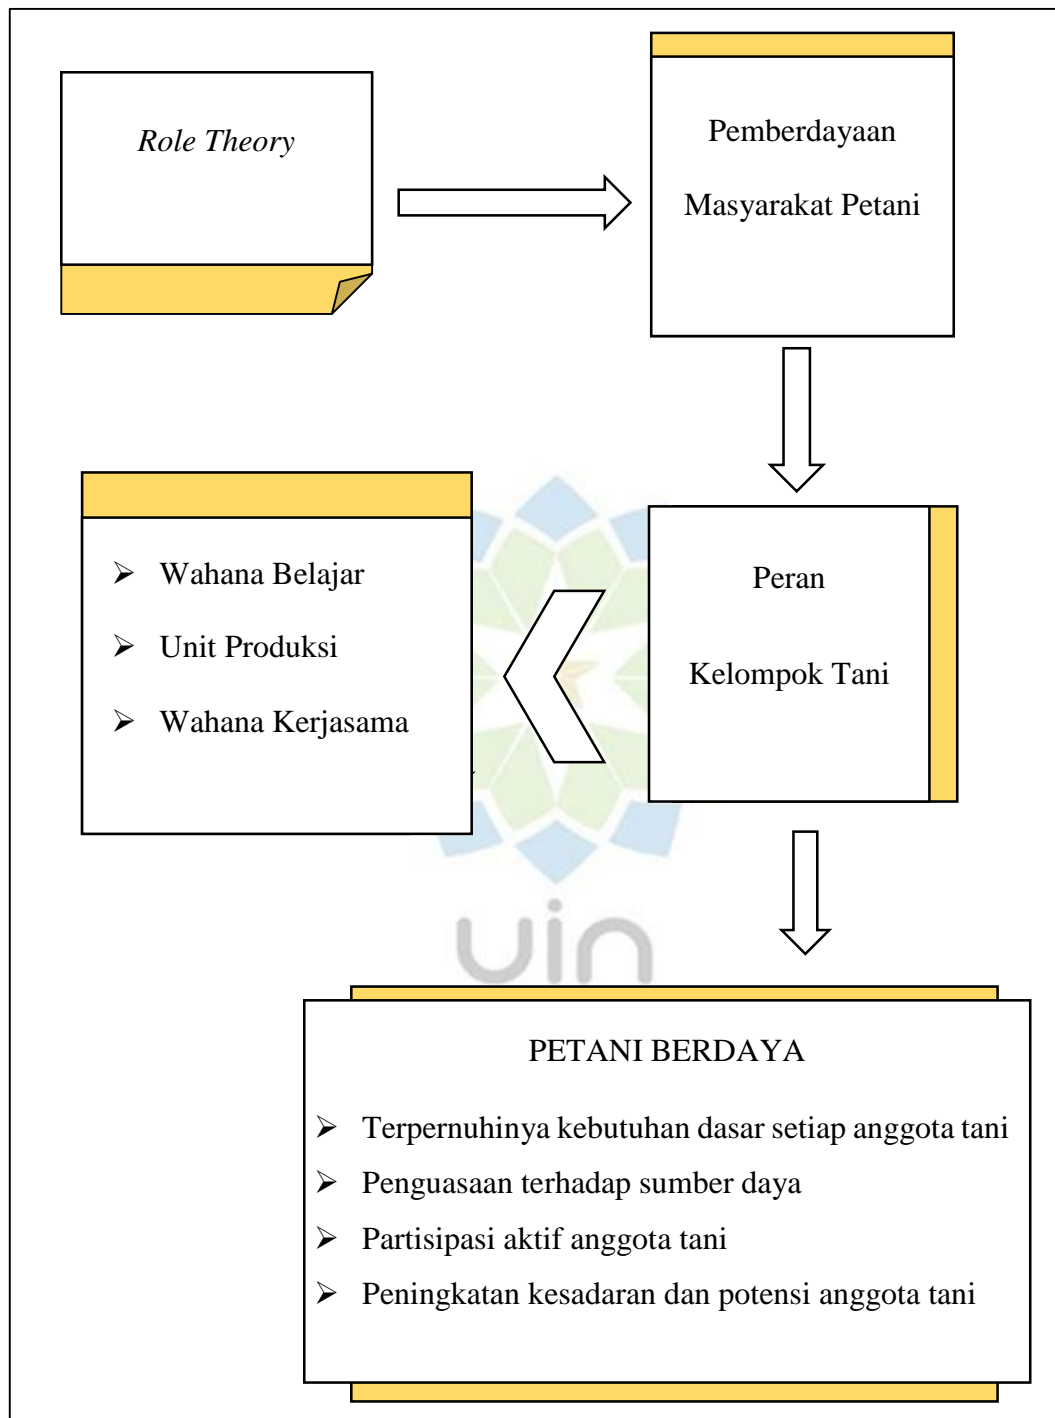 Role Theory
Pemberdayaan
Masyarakat Petani
Peran
Kelompok Tani
➢ Wahana Belajar
➢ Unit Produksi
➢ Wahana Kerjasama
uin
PETANI BERDAYA
➢ Terpernuhinya kebutuhan dasar setiap anggota tani
➢ Penguasaan terhadap sumber daya
➢ Partisipasi aktif anggota tani
➢ Peningkatan kesadaran dan potensi anggota tani